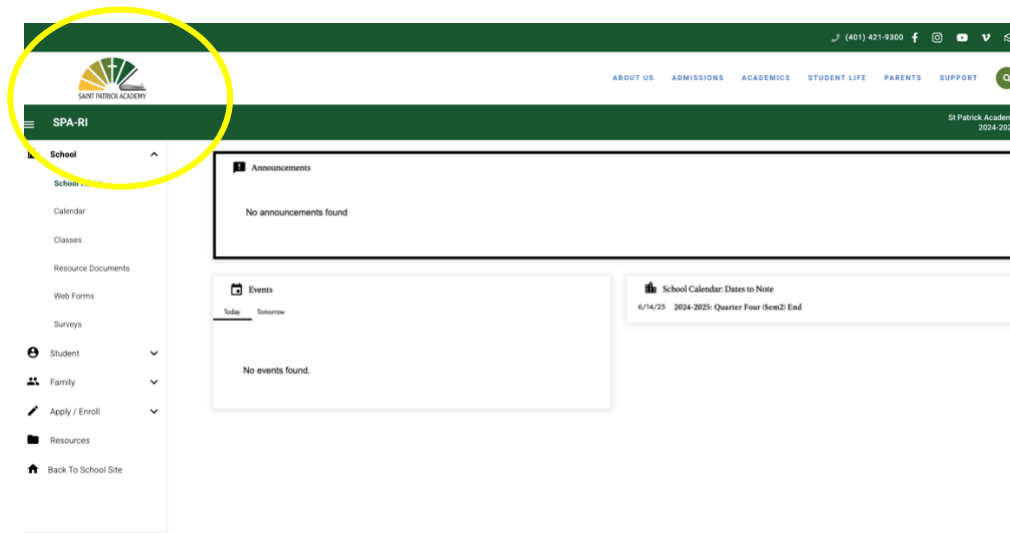 (401) 421-9300
SAINT PATRICK ACADEMY
ABOUT US ADMISSIONS ACADEMICS STUDENT LIFE PARENTS SUPPORT
SPA-RI
St Patrick
School
Announcements
School
No announcements found
Calendar
Classes
Resource Documents
Events
School Calendar: Dates to Note
Web Forms
6/14/25 2024-2025: Quarter Four (Sem2) End
Today Tomorrow
Surveys
Student
No events found.
Family
Apply / Enroll
Resources
Back To School Site